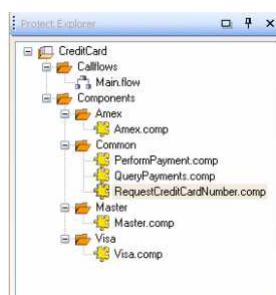 Project Explorer
CreditCard
Callflows
Main.flow
Components
Amex
Amex.comp
Common
PerformPayment.comp
QueryPayments.comp
RequestCreditCardNumber.comp
Master
Master.comp
Visa
Visa.comp